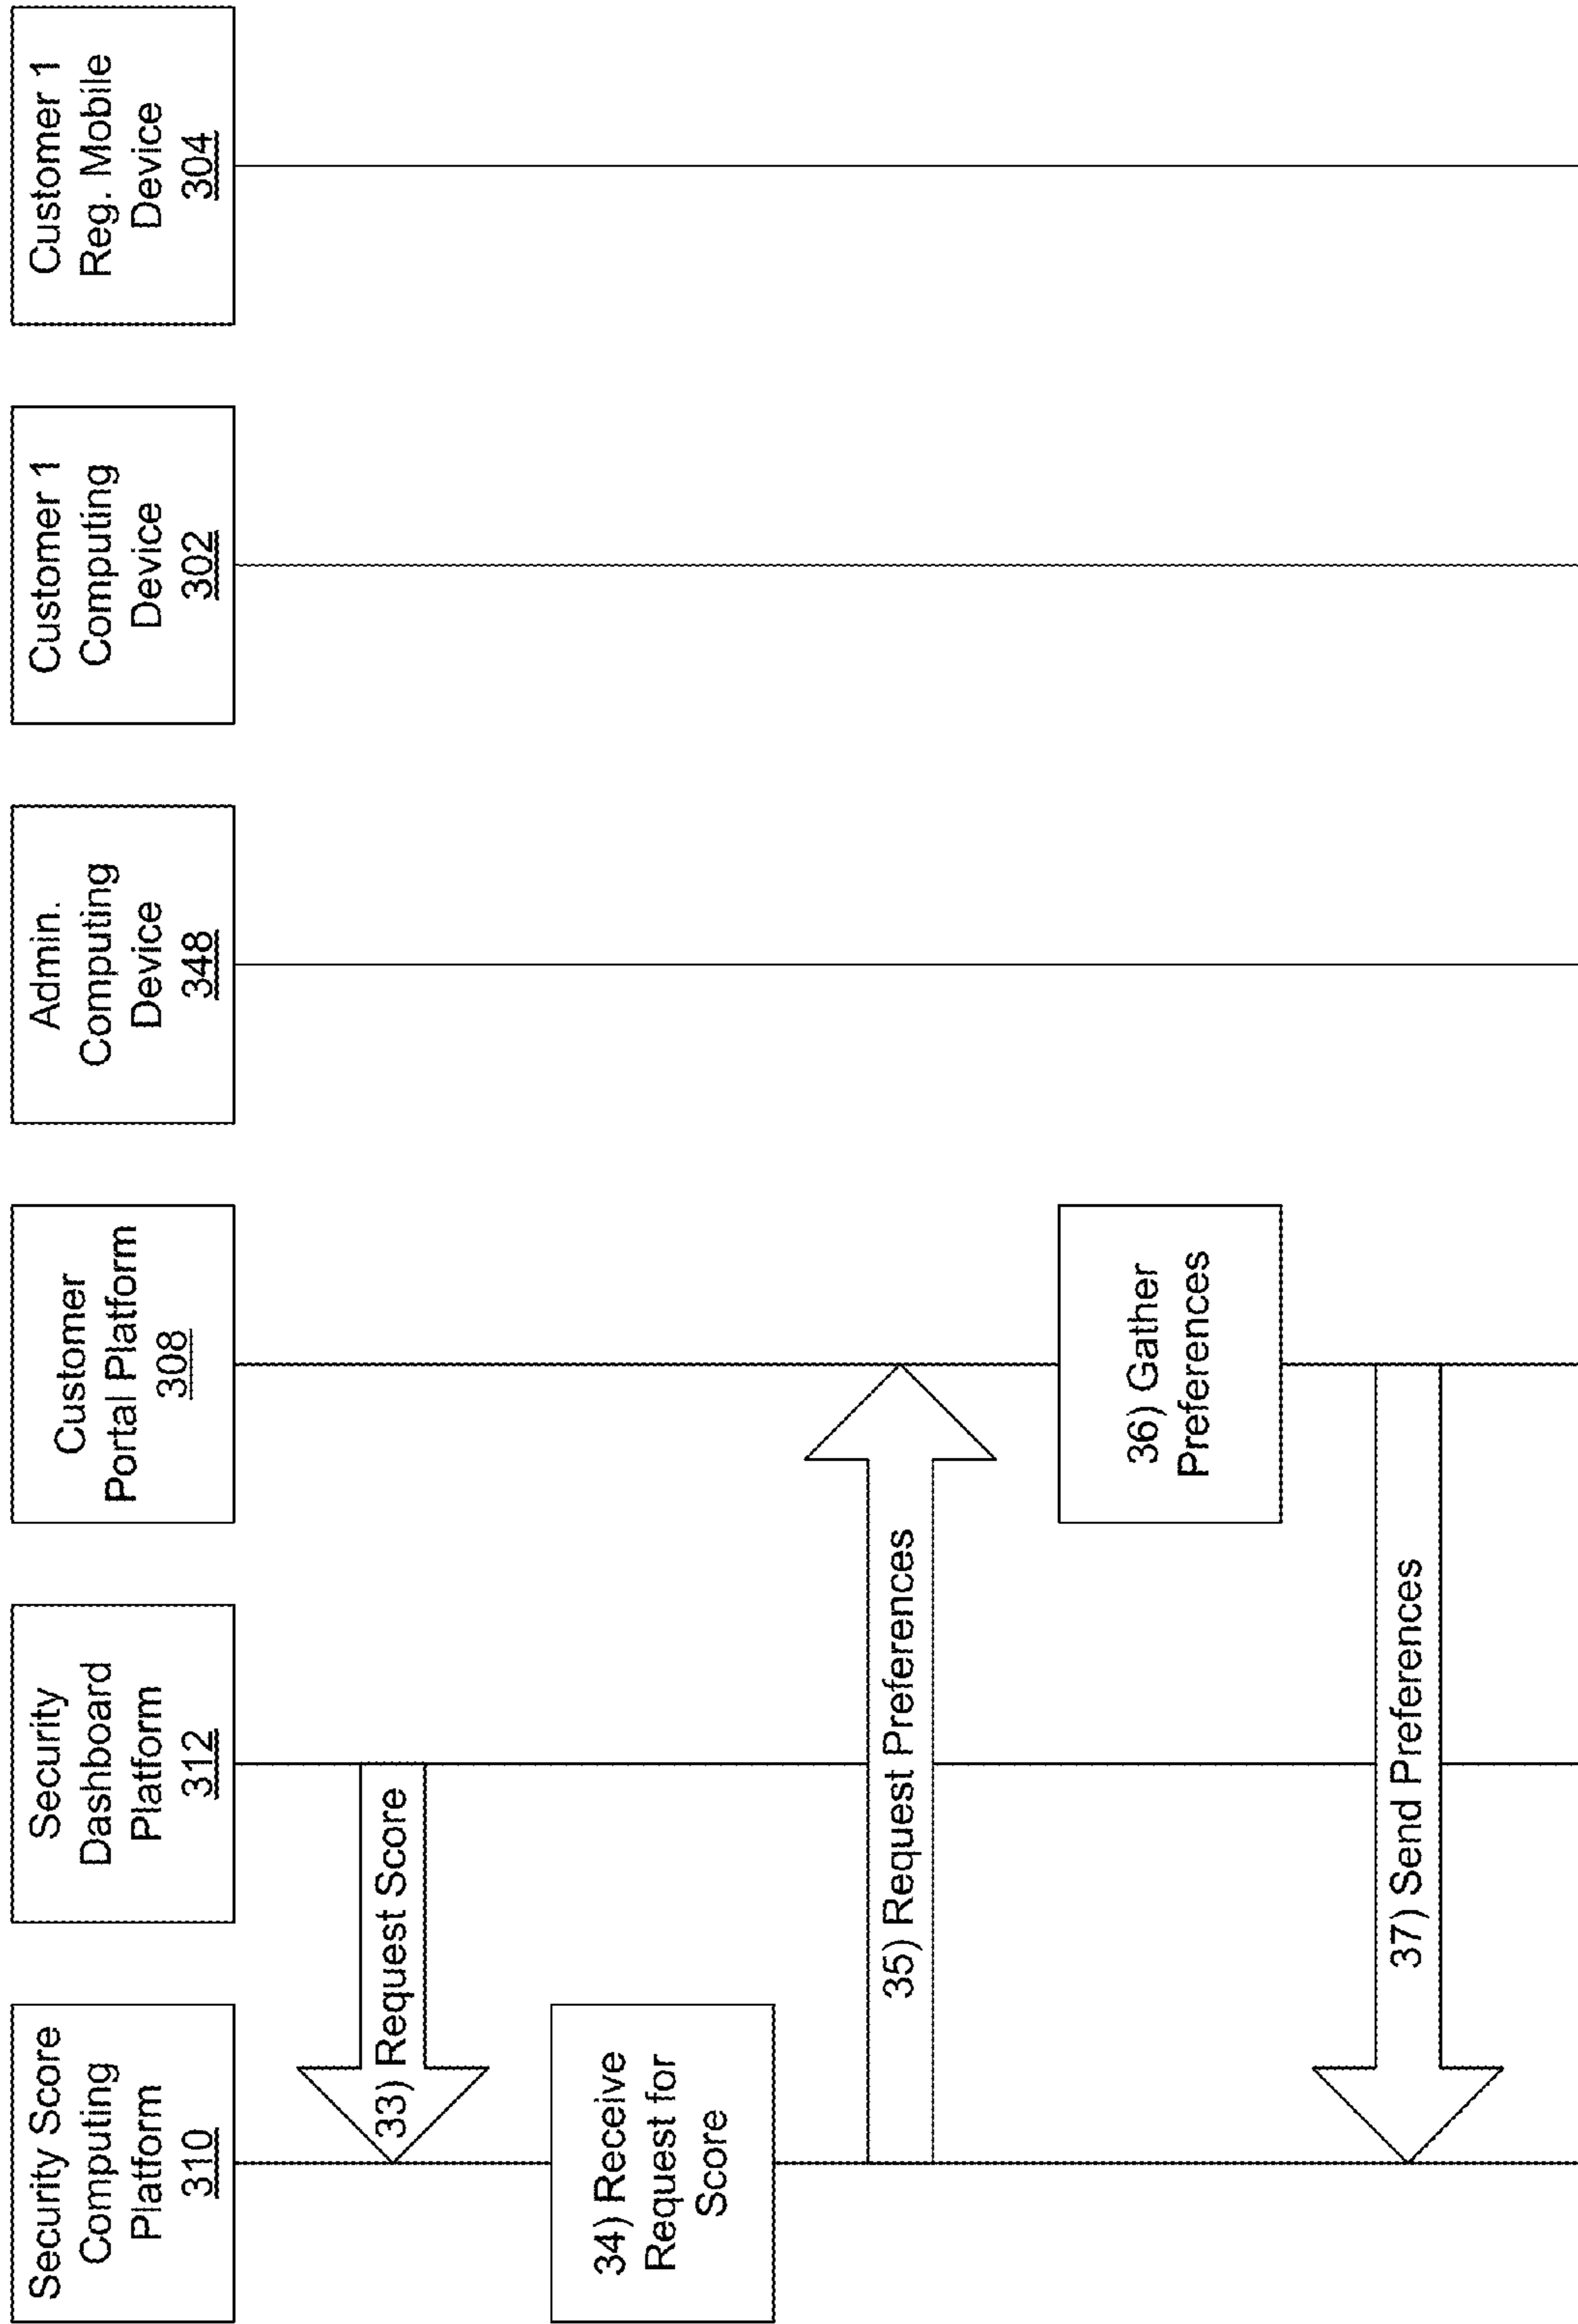 Security Score
Computing
Platform
310
Security
Dashboard
Platform
312
Customer
Portal Platform
308
Admin.
Computing
Device
348
Customer 1
Computing
Device
302
Customer 1
Reg. Mobile
Device
304
33) Request Score
34) Receive
Request for
Score
35) Request Preferences
36) Gather
Preferences
37) Send Preferences